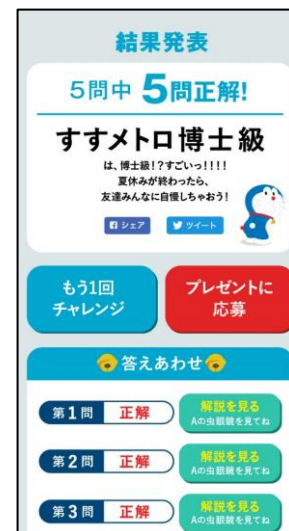 結果発表
5問中 5問正解!
すすメトロ博士級
は、博士級!?すごいっ!!!!
夏休みが終わったら、
友達みんなに自慢しちゃおう!
シェア ツイート
もう1回
チャレンジ
プレゼントに
応募
答えあわせ
第1問 正解
解説を見る
Aの虫眼鏡を見てね
第2問 正解
解説を見る
Aの虫眼鏡を見てね
第3問 正解
解説を見る
Aの虫眼鏡を見てね